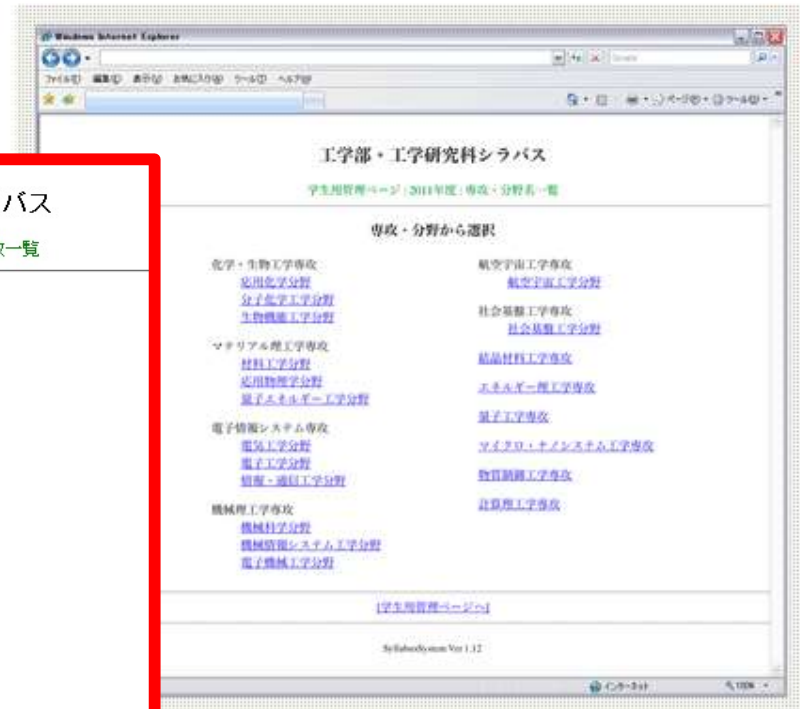 Windows Internet Explorer
工学部・工学研究科シラバス
学生用管理ページ : 2011年度 : 専攻・分野名一覧
バス
一覧
専攻・分野から選択
化学・生物工学専攻
応用化学分野
分子化学工学分野
生物機能工学分野
マテリアル理工学専攻
材料工学分野
応用物理学分野
量子エネルギー工学分野
電子情報システム専攻
電気工学分野
電子工学分野
情報・通信工学分野
機械理工学専攻
機械科学分野
機械情報システム工学分野
電子機械工学分野
航空宇宙工学専攻
航空宇宙工学分野
社会基盤工学専攻
社会基盤工学分野
結晶材料工学専攻
エネルギー理工学専攻
量子工学専攻
マイクロ・ナノシステム工学専攻
物質制御工学専攻
計算理工学専攻
[学生用管理ページへ]
SyllabusSystem Ver 1.12
インターネット
100%